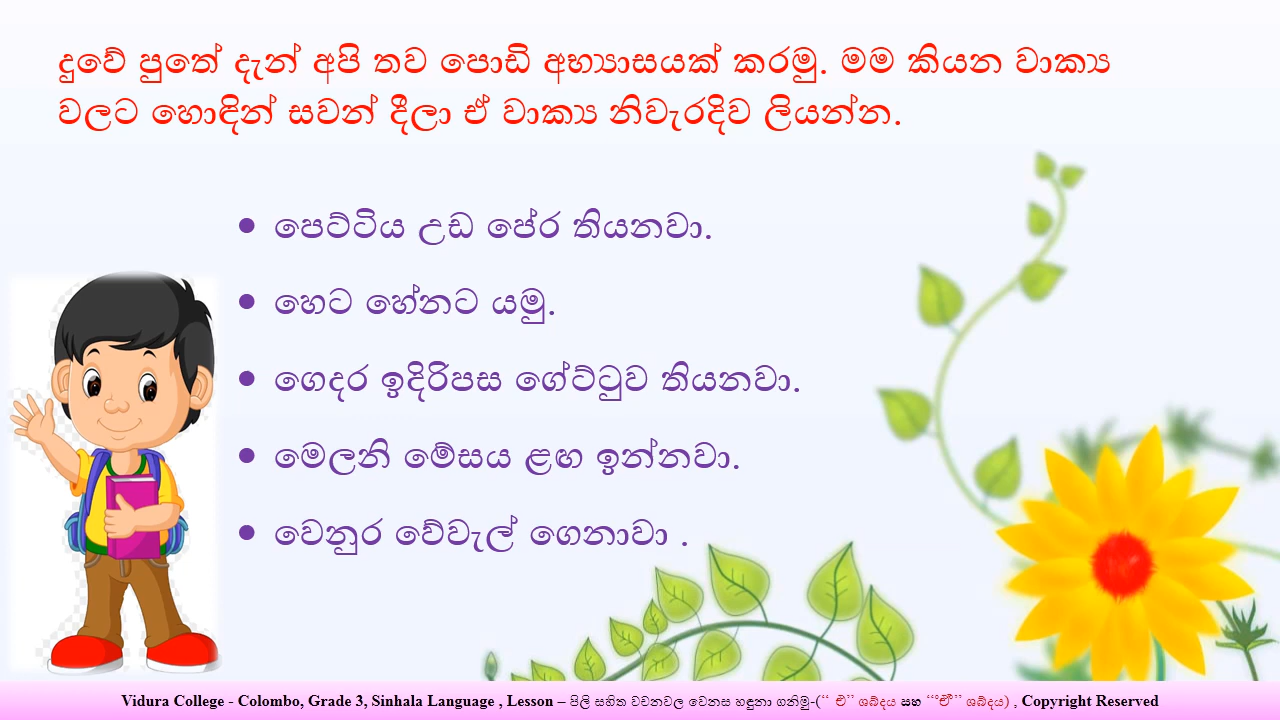 දුවේ පුතේ දැන් අපි තව පොඩි අභ්‍යාසයක් කරමු. මම කියන වාක්‍ය
වලට හොඳින් සවන් දීලා ඒ වාක්‍ය නිවැරදිව ලියන්න.
• පෙට්ටිය උඩ පේර තියනවා.
• හෙට හේනට යමු.
• ගෙදර ඉදිරිපස ගේට්ටුව තියනවා.
• මෙලනි මේසය ළඟ ඉන්නවා.
• වෙනුර වේවැල් ගෙනාවා .
Vidura College - Colombo, Grade 3, Sinhala Language , Lesson – පිලි සහිත වචනවල වෙනස හඳුනා ගනිමු-(‘‘ එ’’ ශබ්දය සහ ‘‘ඒ’’ ශබ්දය) , Copyright Reserved